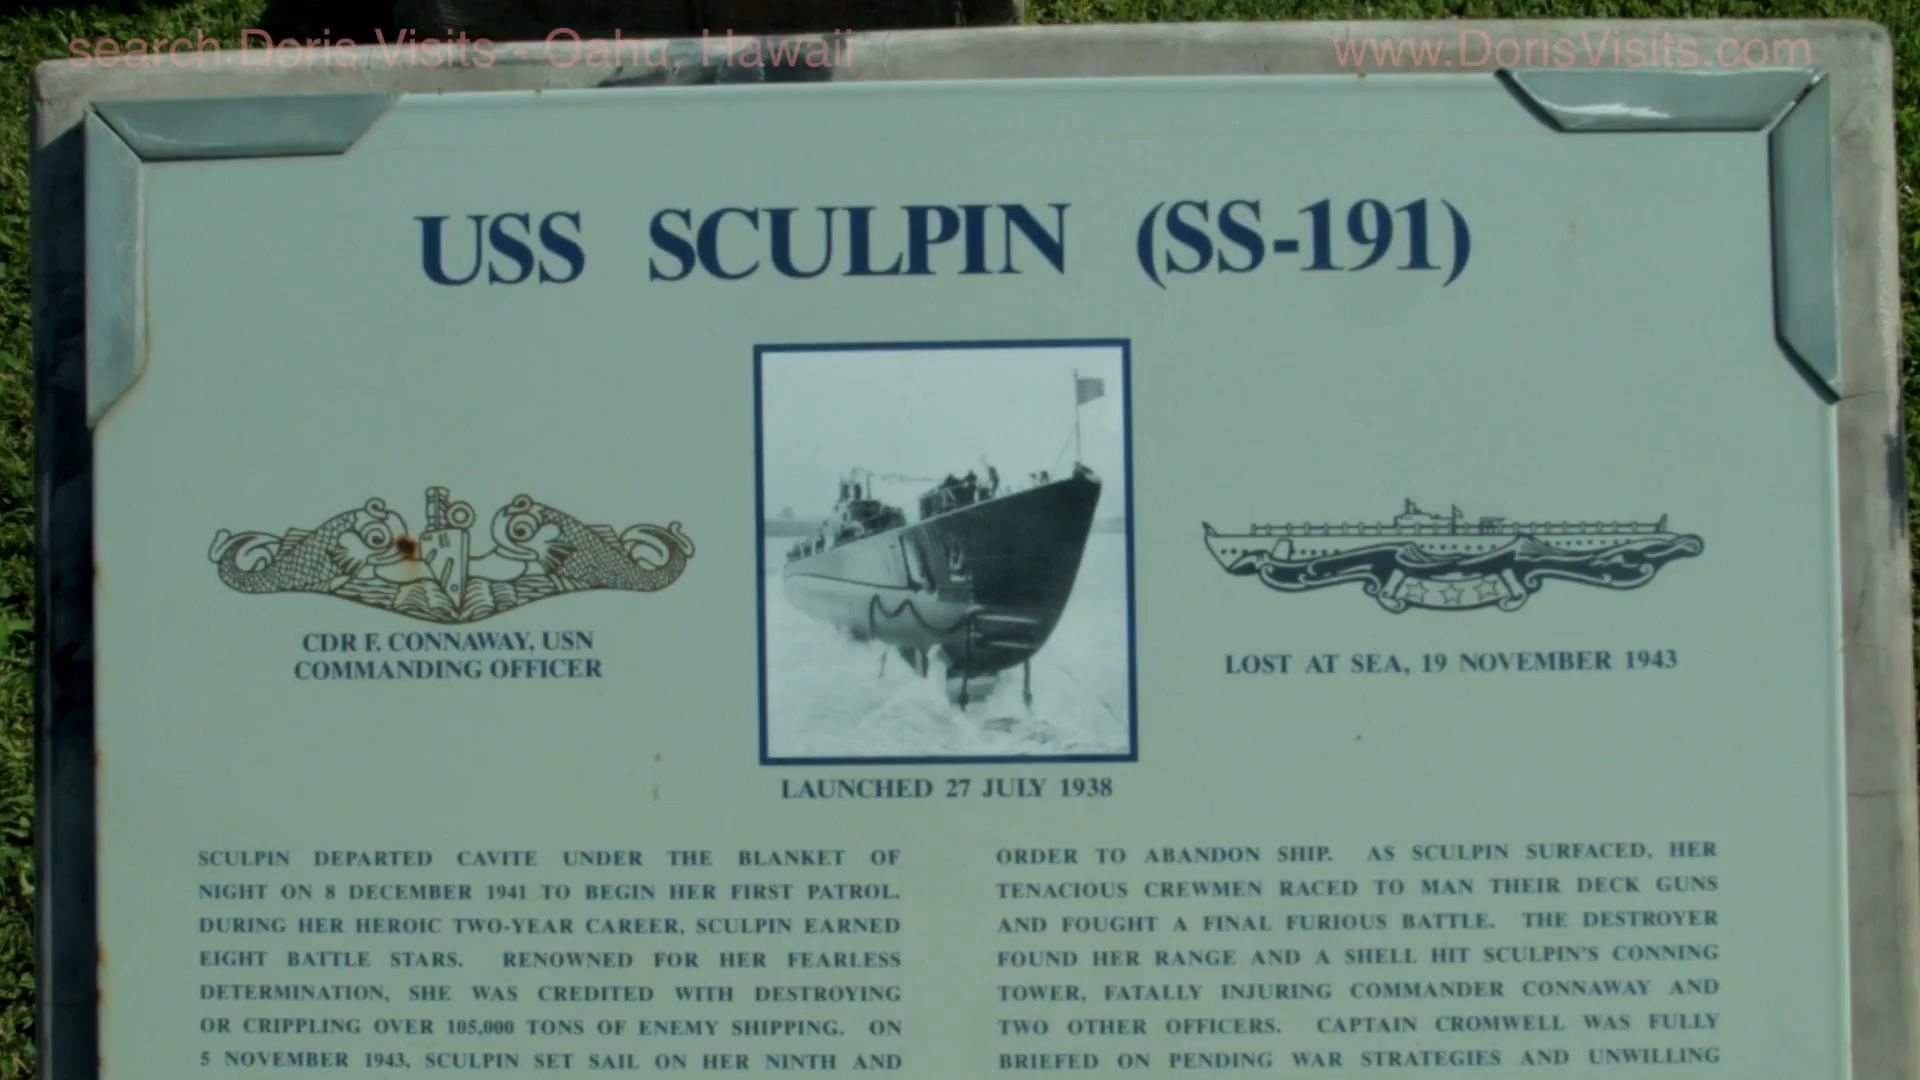 search Doris Visits - Oahu, Hawaii
www.DorisVisits.com
USS SCULPIN (SS-191)
CDR F. CONNAWAY, USN
COMMANDING OFFICER
LOST AT SEA, 19 NOVEMBER 1943
LAUNCHED 27 JULY 1938
SCULPIN DEPARTED CAVITE UNDER THE BLANKET OF
NIGHT ON 8 DECEMBER 1941 TO BEGIN HER FIRST PATROL.
DURING HER HEROIC TWO-YEAR CAREER, SCULPIN EARNED
EIGHT BATTLE STARS. RENOWNED FOR HER FEARLESS
DETERMINATION, SHE WAS CREDITED WITH DESTROYING
OR CRIPPLING OVER 105,000 TONS OF ENEMY SHIPPING. ON
5 NOVEMBER 1943, SCULPIN SET SAIL ON HER NINTH AND
ORDER TO ABANDON SHIP. AS SCULPIN SURFACED, HER
TENACIOUS CREWMEN RACED TO MAN THEIR DECK GUNS
AND FOUGHT A FINAL FURIOUS BATTLE. THE DESTROYER
FOUND HER RANGE AND A SHELL HIT SCULPIN'S CONNING
TOWER, FATALLY INJURING COMMANDER CONNAWAY AND
TWO OTHER OFFICERS. CAPTAIN CROMWELL WAS FULLY
BRIEFED ON PENDING WAR STRATEGIES AND UNWILLING